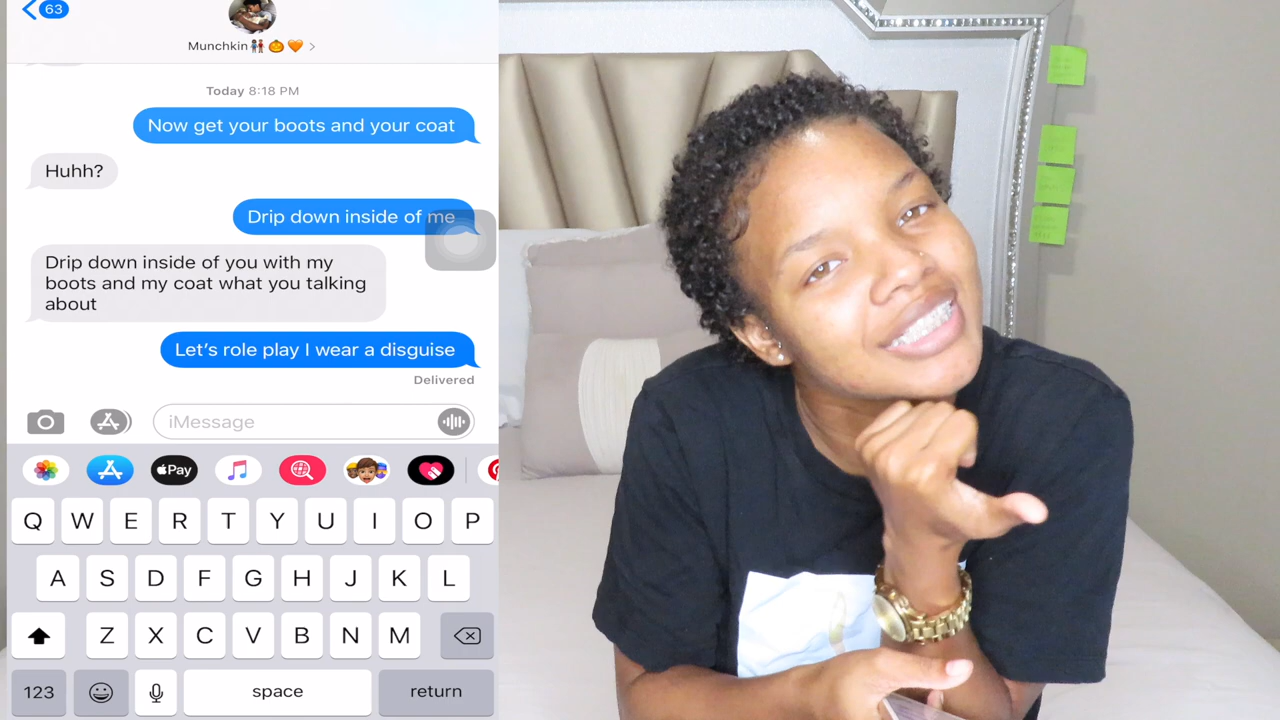 63
Munchkin👫🎃🧡 >
Today 8:18 PM
Now get your boots and your coat
Huhh?
Drip down inside of me
Drip down inside of you with my
boots and my coat what you talking
about
Let's role play I wear a disguise
Delivered
iMessage
Pay
Q W E R T Y U I O P
A S D F G H J K L
Z X C V B N M
123 space return